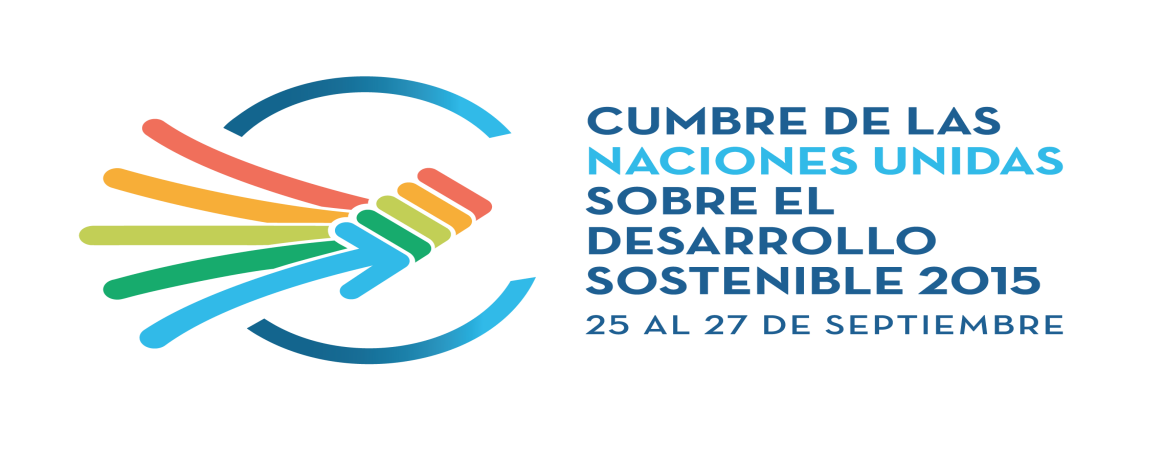 CUMBRE DE LAS
NACIONES UNIDAS
SOBRE EL
DESARROLLO
SOSTENIBLE 2015
25 AL 27 DE SEPTIEMBRE